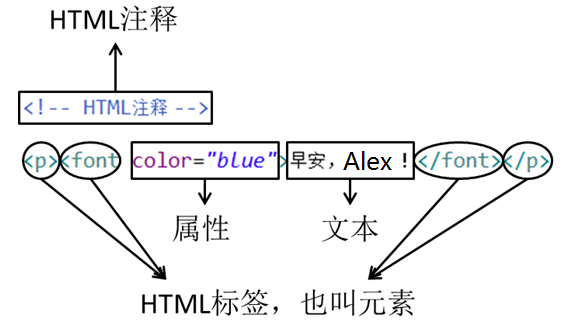 HTML注释
<!-- HTML注释 -->
<p><font color="blue">早安，Alex！</font></p>
属性 文本
HTML标签，也叫元素